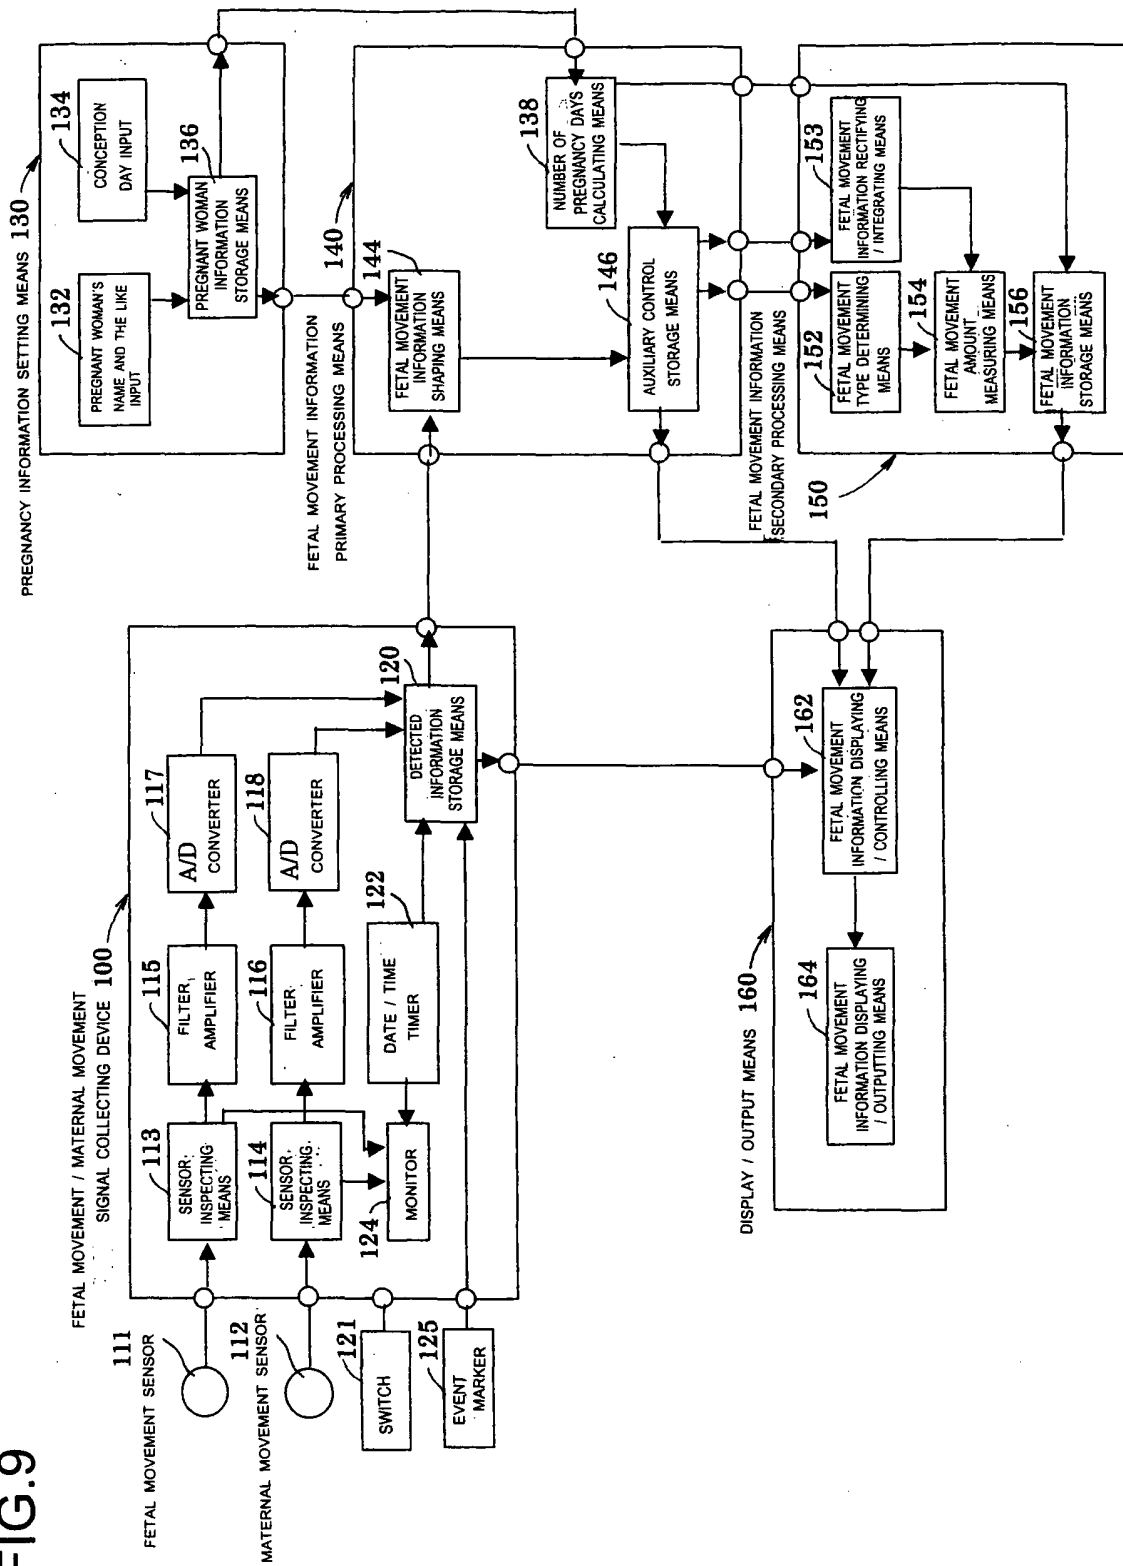 FIG.9
FETAL MOVEMENT SENSOR
111
MATERNAL MOVEMENT SENSOR
112
SWITCH
121
EVENT
MARKER
125
FETAL MOVEMENT / MATERNAL MOVEMENT
SIGNAL COLLECTING DEVICE 100
113
SENSOR
INSPECTING
MEANS
114
SENSOR
INSPECTING
MEANS
124
MONITOR
115
FILTER
AMPLIFIER
116
FILTER
AMPLIFIER
122
DATE / TIME
TIMER
117
A/D
CONVERTER
118
A/D
CONVERTER
120
DETECTED
INFORMATION
STORAGE MEANS
PREGNANCY INFORMATION SETTING MEANS 130
132
PREGNANT WOMAN'S
NAME AND THE LIKE
INPUT
134
CONCEPTION
DAY INPUT
136
PREGNANT WOMAN
INFORMATION
STORAGE MEANS
FETAL MOVEMENT INFORMATION
PRIMARY PROCESSING MEANS
140
144
FETAL MOVEMENT
INFORMATION
SHAPING MEANS
138
NUMBER OF
PREGNANCY DAYS
CALCULATING MEANS
146
AUXILIARY CONTROL
STORAGE MEANS
FETAL MOVEMENT INFORMATION
SECONDARY PROCESSING MEANS
150
152
FETAL MOVEMENT
TYPE DETERMINING
MEANS
153
FETAL MOVEMENT
INFORMATION RECTIFYING
/ INTEGRATING MEANS
154
FETAL MOVEMENT
AMOUNT
MEASURING MEANS
156
FETAL MOVEMENT
INFORMATION
STORAGE MEANS
DISPLAY / OUTPUT MEANS 160
162
FETAL MOVEMENT
INFORMATION DISPLAYING
/ CONTROLLING MEANS
164
FETAL MOVEMENT
INFORMATION DISPLAYING
/ OUTPUTTING MEANS